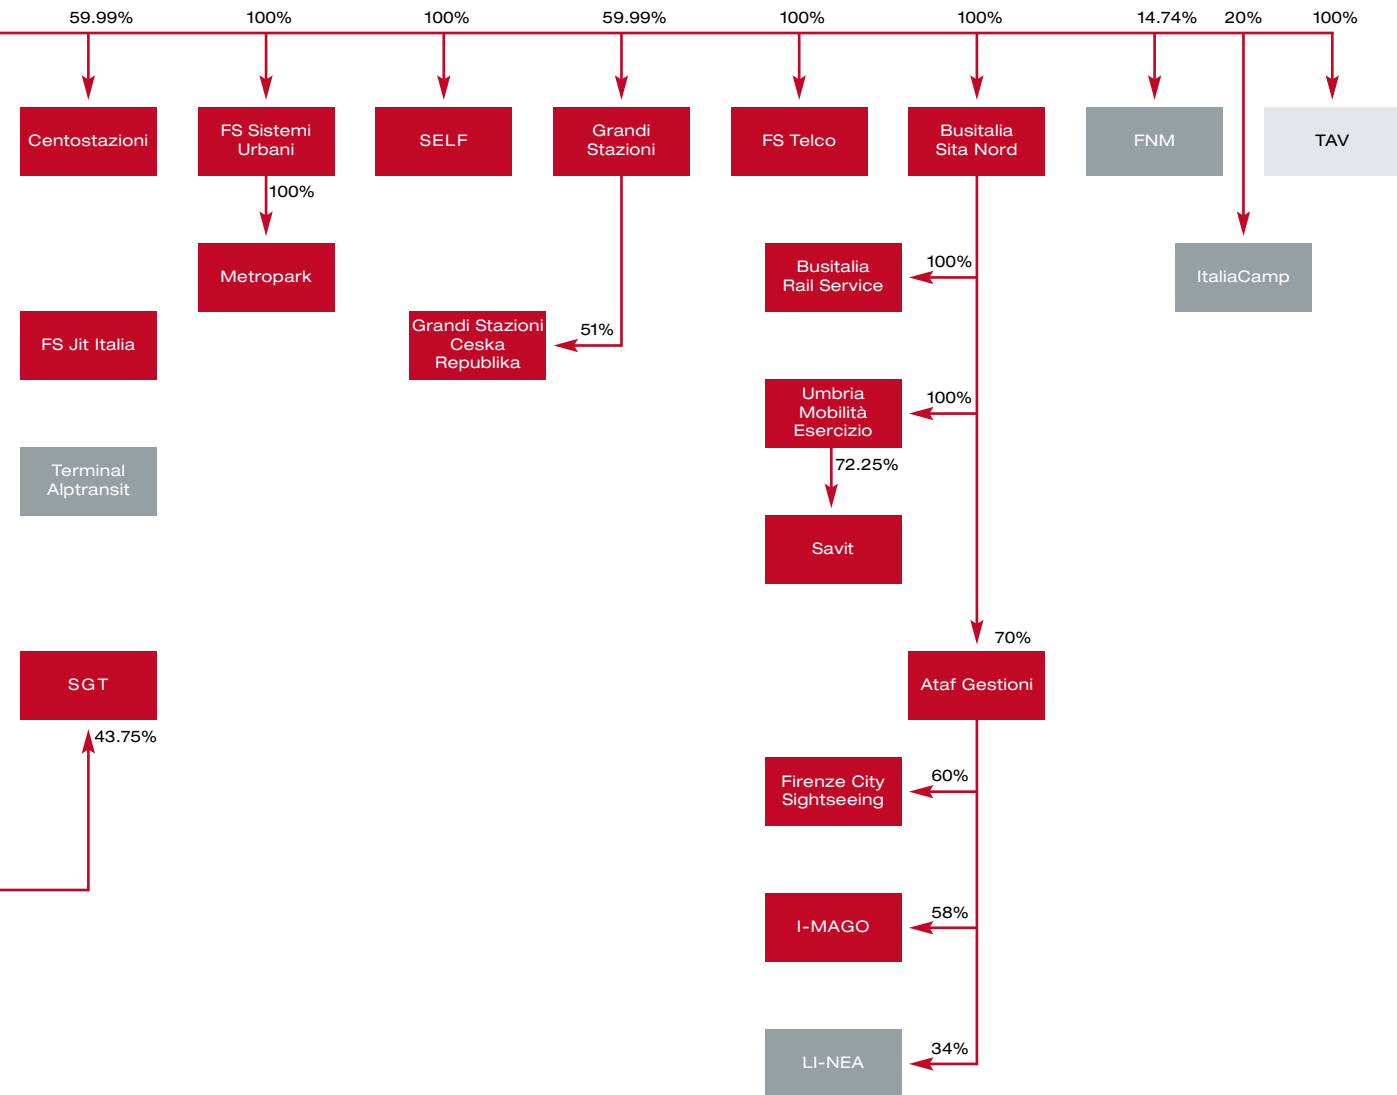 59.99%
100%
100%
59.99%
100%
100%
14.74%
20%
100%
Centostazioni
FS Sistemi
Urbani
SELF
Grandi
Stazioni
FS Telco
Busitalia
Sita Nord
FNM
TAV
100%
Metropark
Busitalia
Rail Service
100%
ItaliaCamp
FS Jit Italia
Grandi Stazioni
Ceska
Republika
51%
Umbria
Mobilità
Esercizio
100%
Terminal
Alptransit
72.25%
Savit
70%
SGT
Ataf Gestioni
43.75%
Firenze City
Sightseeing
60%
I-MAGO
58%
LI-NEA
34%